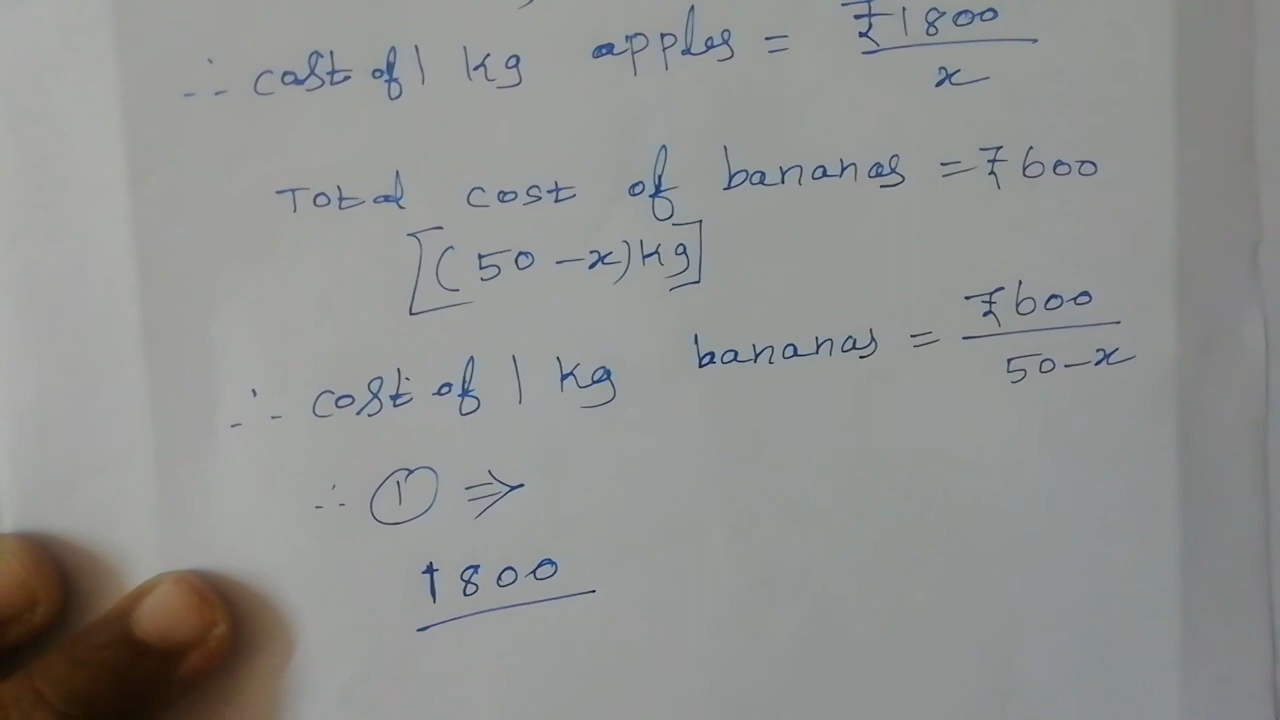 ∴ cost of 1 kg apples = ₹1800/x
Total cost of bananas = ₹600
[(50-x)kg]
∴ cost of 1 kg bananas = ₹600/50-x
∴ ① ⇒
1800